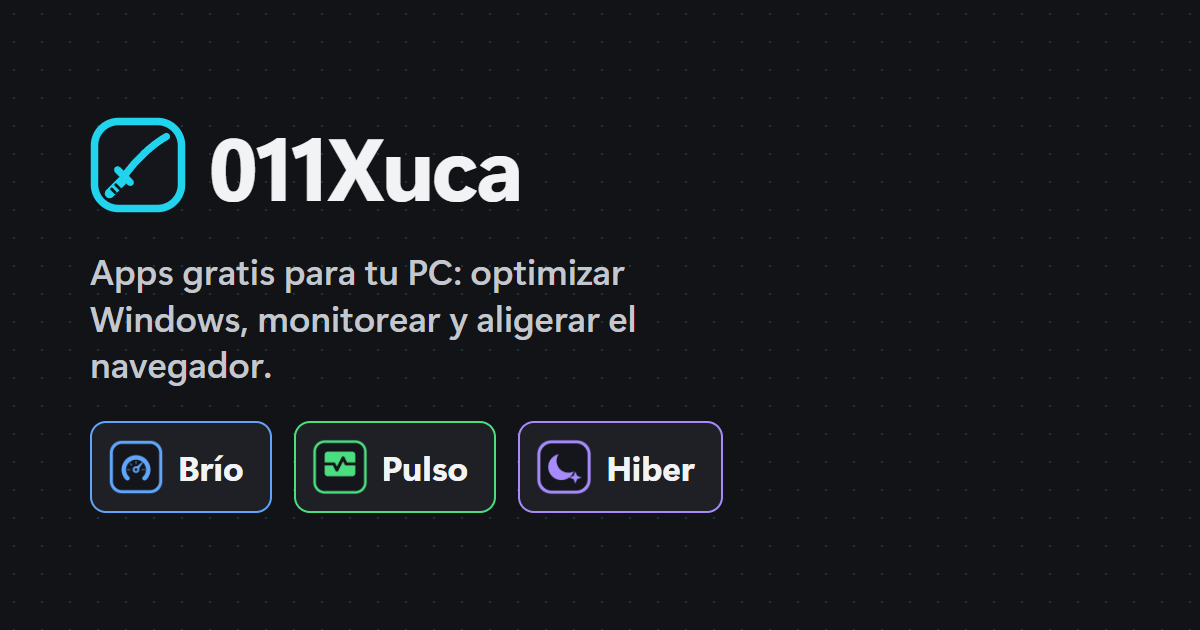 011Xuca
Apps gratis para tu PC: optimizar
Windows, monitorear y aligerar el
navegador.
Brío
Pulso
Hiber